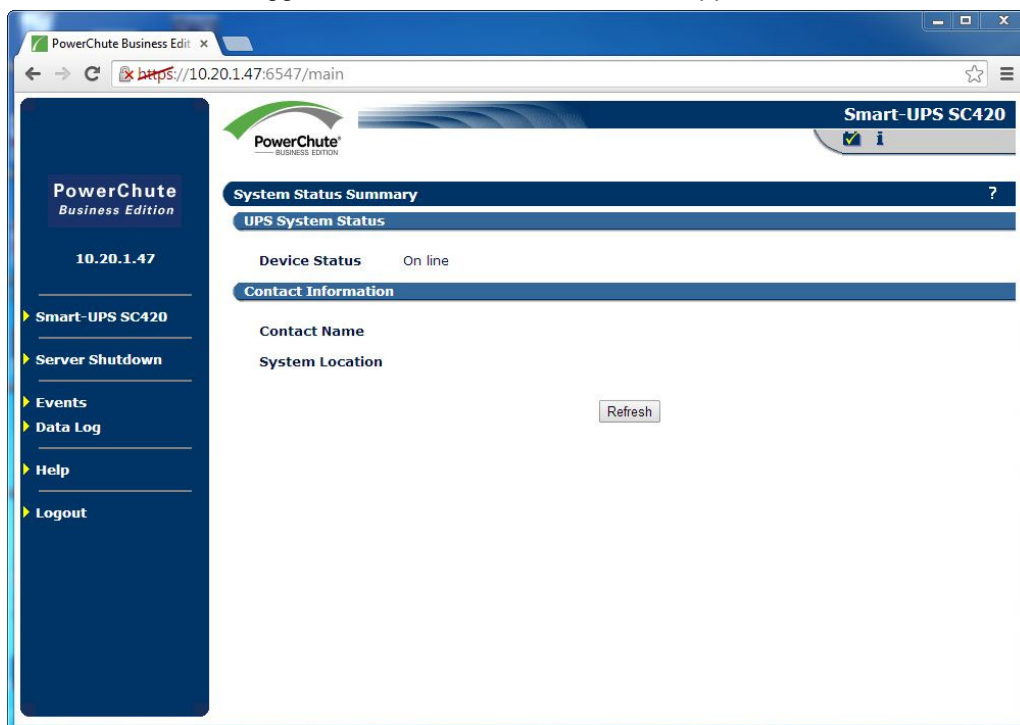 PowerChute Business Edit ×
https://10.20.1.47:6547/main
PowerChute
Business Edition
10.20.1.47
Smart-UPS SC420
Server Shutdown
Events
Data Log
Help
Logout
PowerChute
BUSINESS EDITION
Smart-UPS SC420
i
System Status Summary ?
UPS System Status
Device Status On line
Contact Information
Contact Name
System Location
Refresh